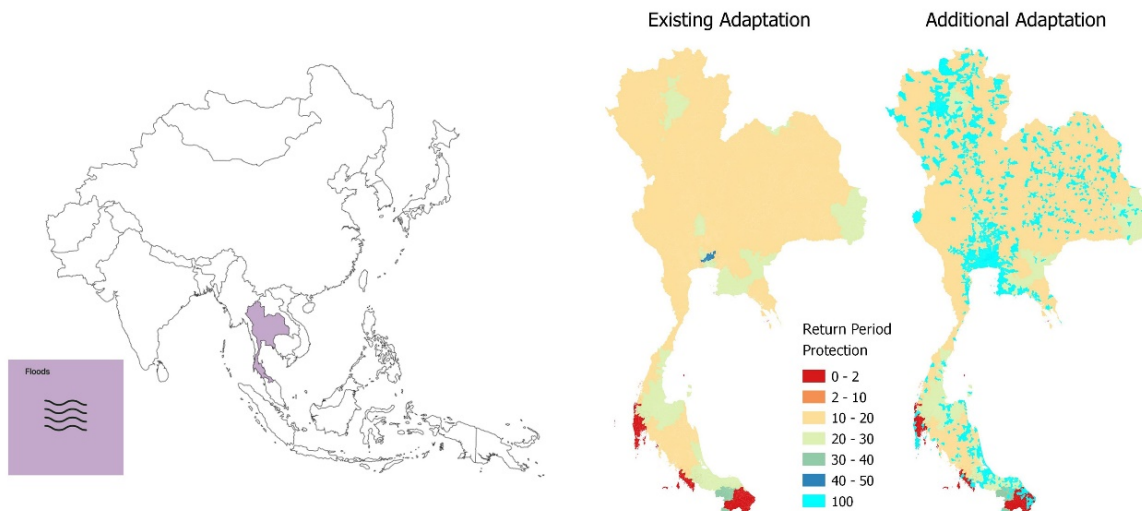 Floods
Existing Adaptation
Additional Adaptation
Return Period
Protection
0 - 2
2 - 10
10 - 20
20 - 30
30 - 40
40 - 50
100